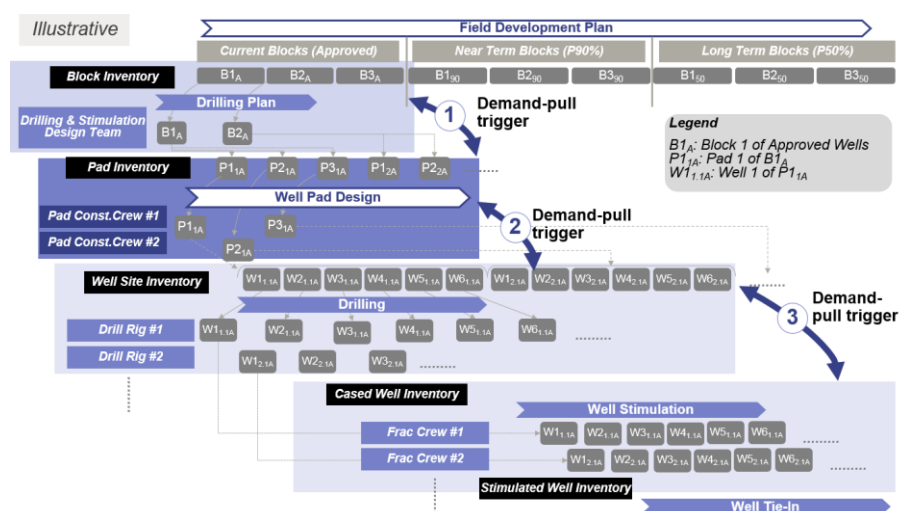 Illustrative
Field Development Plan
Current Blocks (Approved) Near Term Blocks (P90%) Long Term Blocks (P50%)
Block Inventory B1A B2A B3A B190 B290 B390 B150 B250 B350
Drilling Plan
Drilling & Stimulation
Design Team
B1A B2A
1
Demand-pull
trigger
Legend
B1A: Block 1 of Approved Wells
P11A: Pad 1 of B1A
W11.1A: Well 1 of P11A
Pad Inventory P11A P21A P31A P12A P22A ........
Well Pad Design
Pad Const.Crew #1 P11A P31A
Pad Const.Crew #2 P21A
2
Demand-pull
trigger
Well Site Inventory W11.1A W21.1A W31.1A W41.1A W51.1A W61.1A W12.1A W22.1A W32.1A W42.1A W52.1A W62.1A .........
Drilling
3
Demand-
pull trigger
Drill Rig #1 W11.1A W21.1A W31.1A W41.1A W51.1A W61.1A .........
Drill Rig #2 W12.1A W22.1A W32.1A .........
Cased Well Inventory
Well Stimulation
Frac Crew #1 W11.1A W21.1A W31.1A W41.1A W51.1A W61.1A .........
Frac Crew #2 W12.1A W22.1A W32.1A W42.1A W52.1A W62.1A .........
Stimulated Well Inventory
Well Tie-In